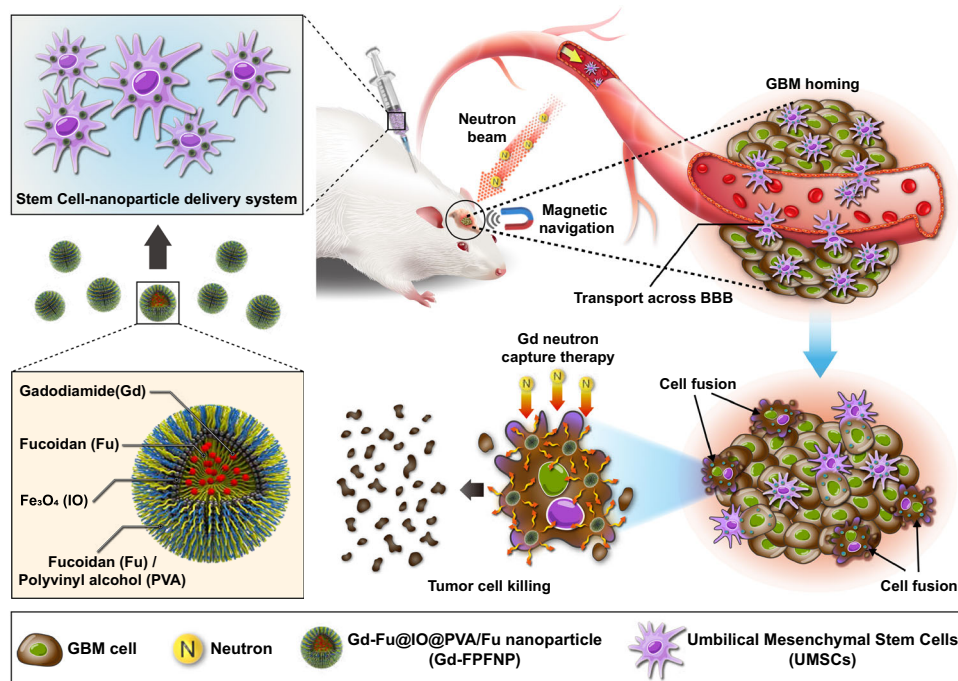 Stem Cell-nanoparticle delivery system
Neutron
beam
N
N
N
N
N
Magnetic
navigation
GBM homing
Transport across BBB
Gadodiamide(Gd)
Fucoidan (Fu)
Fe₃O₄ (IO)
Fucoidan (Fu) /
Polyvinyl alcohol (PVA)
Gd neutron
capture therapy
N
N
N
Tumor cell killing
Cell fusion
Cell fusion
GBM cell
N
Neutron
Gd-Fu@IO@PVA/Fu nanoparticle
(Gd-FPFNP)
Umbilical Mesenchymal Stem Cells
(UMSCs)